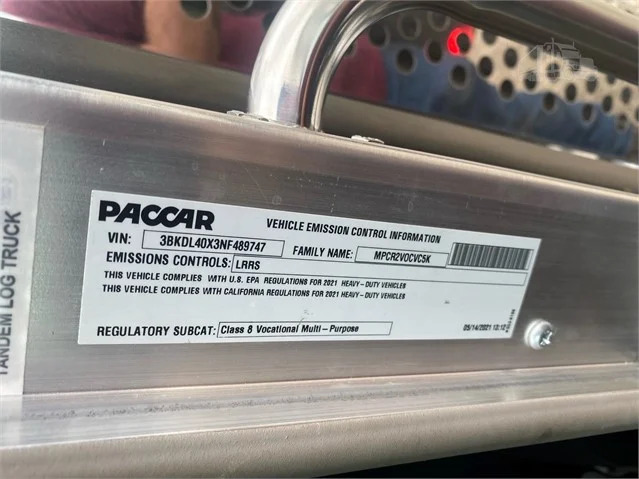 TANDEM LOG TRUCK
PACCAR
VEHICLE EMISSION CONTROL INFORMATION
VIN: 3BKDL40X3NF489747 FAMILY NAME: MPCR2VOCVC5K
EMISSIONS CONTROLS: LRRS
THIS VEHICLE COMPLIES WITH U.S. EPA REGULATIONS FOR 2021 HEAVY-DUTY VEHICLES
THIS VEHICLE COMPLIES WITH CALIFORNIA REGULATIONS FOR 2021 HEAVY-DUTY VEHICLES
REGULATORY SUBCAT: Class 8 Vocational Multi-Purpose
05/14/2021 13:12